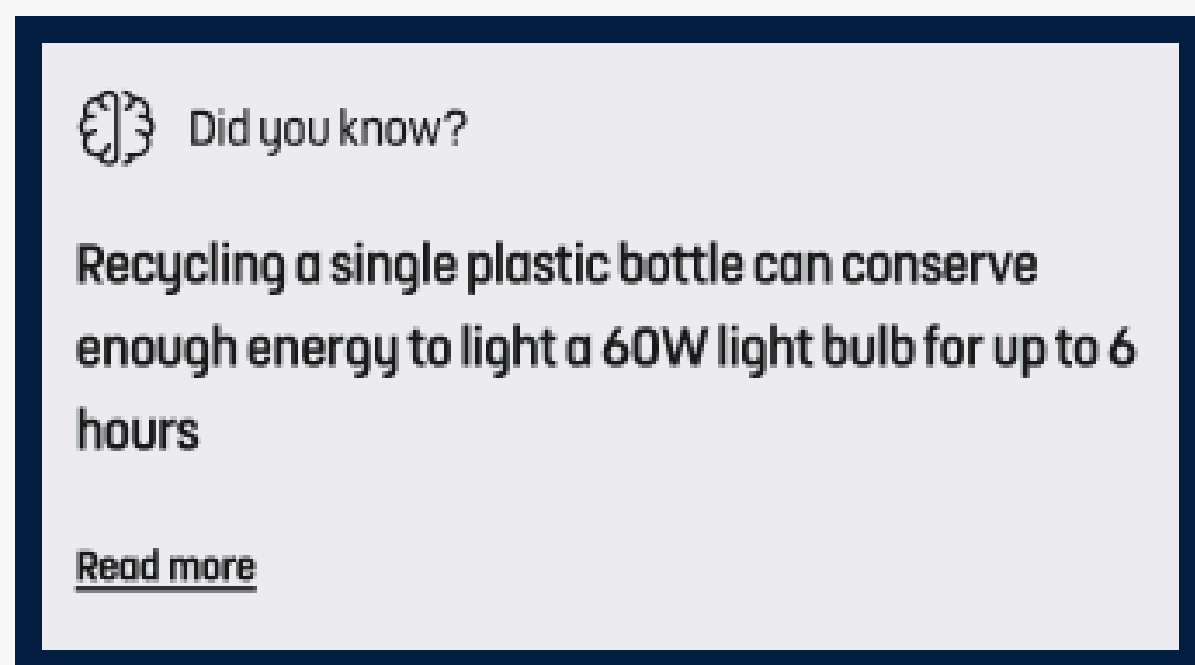 Did you know?
Recycling a single plastic bottle can conserve
enough energy to light a 60W light bulb for up to 6
hours
Read more